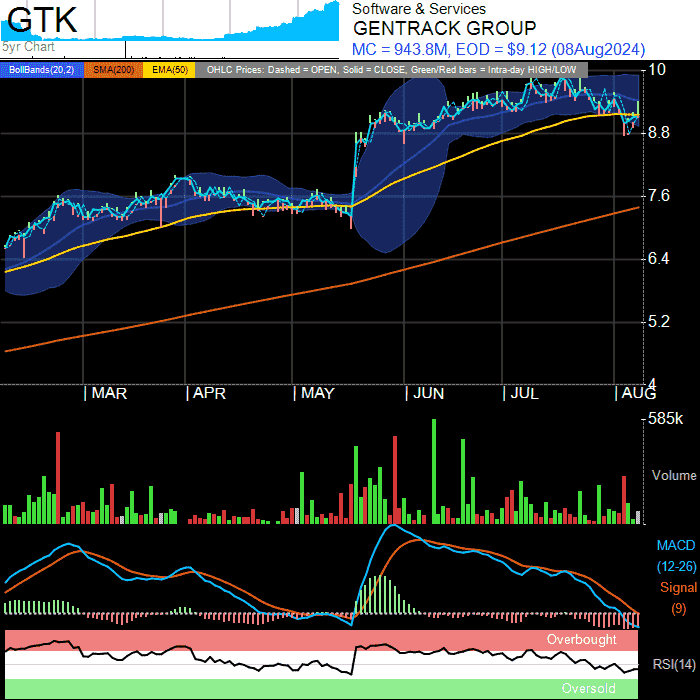 GTK
5yr Chart
Software & Services
GENTRACK GROUP
MC = 943.8M, EOD = $9.12 (08Aug2024)
BollBands(20,2) SMA(200) EMA(50) OHLC Prices: Dashed = OPEN, Solid = CLOSE, Green/Red bars = Intra-day HIGH/LOW
10
8.8
7.6
6.4
5.2
4
| MAR | APR | MAY | JUN | JUL | AUG
585k
Volume
MACD
(12-26)
Signal
(9)
Overbought
RSI(14)
Oversold